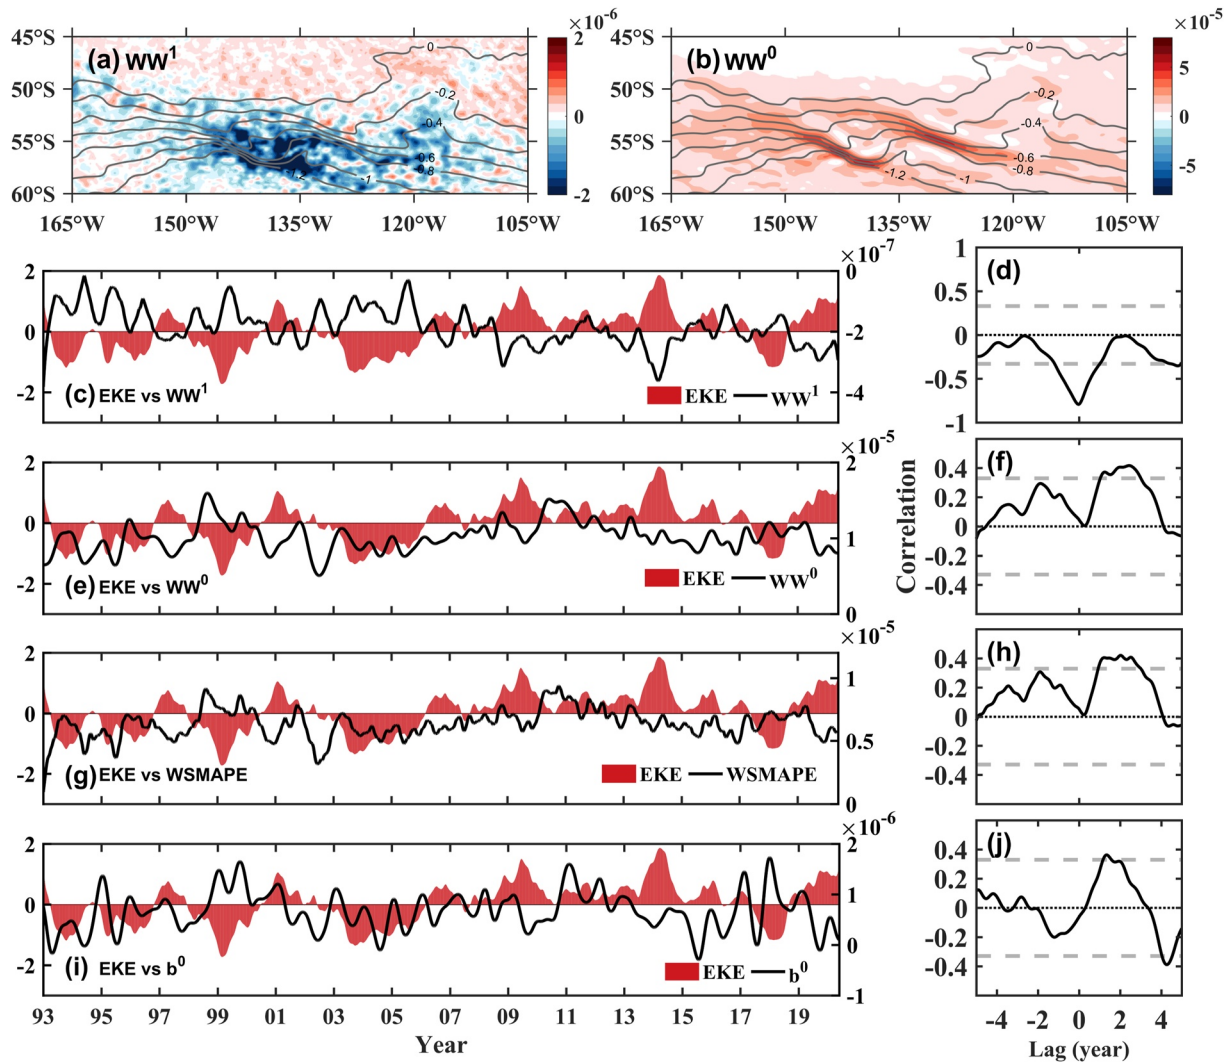 ×10⁻⁶
×10⁻⁵
45°S
50°S
55°S
60°S
(a) WW¹
0
-0.2
-0.4
-0.6
-0.8
-1
-1.2
2
0
-2
45°S
50°S
55°S
60°S
(b) WW⁰
0
-0.2
-0.4
-0.6
-0.8
-1
-1.2
5
0
-5
165°W 150°W 135°W 120°W 105°W
165°W 150°W 135°W 120°W 105°W
×10⁻⁷
2
0
-2
0
-2
-4
(c) EKE vs WW¹
EKE WW¹
(d)
1
0.5
0
-0.5
-1
×10⁻⁵
2
0
-2
2
1
0
(e) EKE vs WW⁰
EKE WW⁰
Correlation
(f)
0.4
0.2
0
-0.2
-0.4
×10⁻⁵
2
0
-2
1
0.5
0
(g) EKE vs WSMAPE
EKE WSMAPE
(h)
0.4
0.2
0
-0.2
-0.4
×10⁻⁶
2
0
-2
2
1
0
-1
(i) EKE vs b⁰
EKE b⁰
(j)
0.4
0.2
0
-0.2
-0.4
93 95 97 99 01 03 05 07 09 11 13 15 17 19
Year
-4 -2 0 2 4
Lag (year)